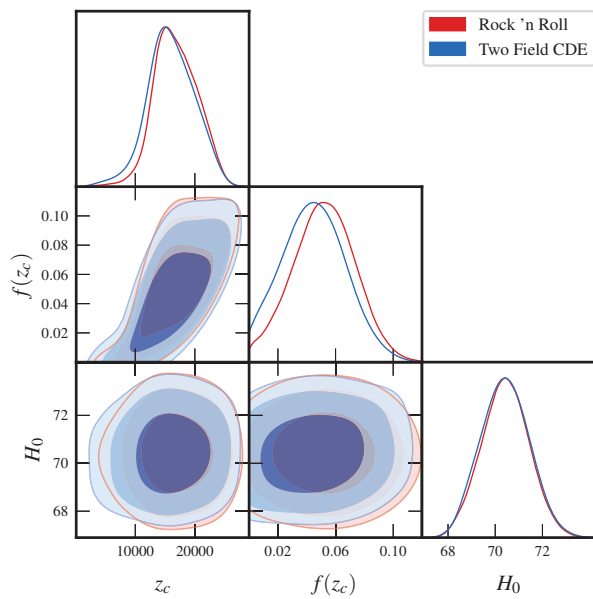 Rock ’n Roll
Two Field CDE
0.10
0.08
0.06
0.04
0.02
f(z_c)
72
70
68
H_0
10000 20000
0.02 0.06 0.10
68 70 72
z_c f(z_c) H_0